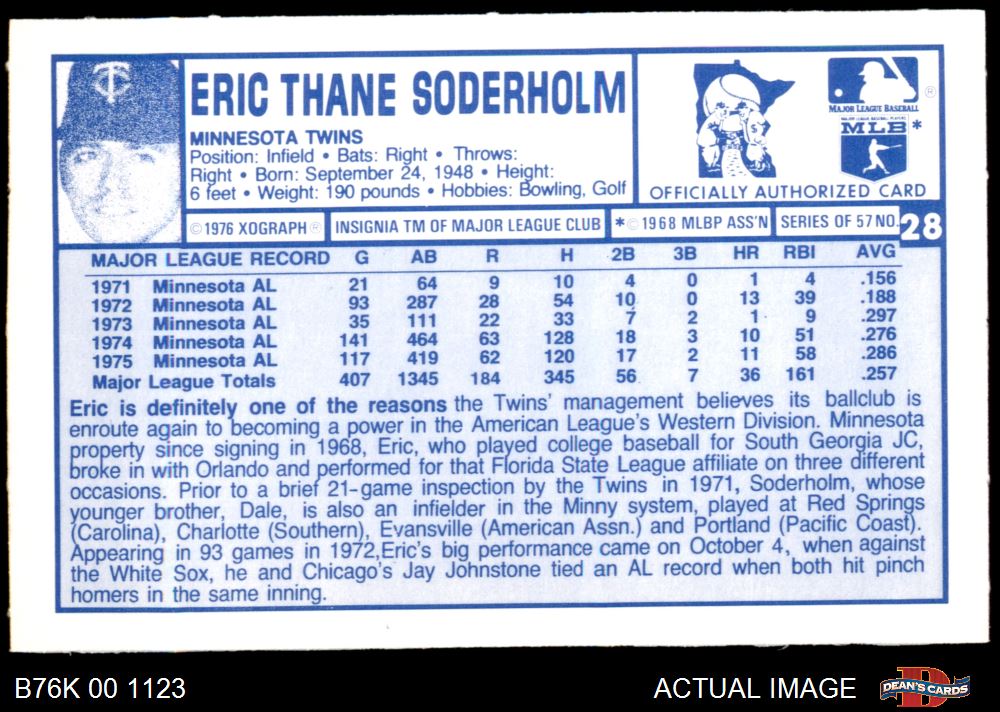 ERIC THANE SODERHOLM
MINNESOTA TWINS
Position: Infield • Bats: Right • Throws:
Right • Born: September 24, 1948 • Height:
6 feet • Weight: 190 pounds • Hobbies: Bowling, Golf
TC
MAJOR LEAGUE BASEBALL ®
MAJOR LEAGUE BASEBALL PLAYERS
MLB*
OFFICIALLY AUTHORIZED CARD
© 1976 XOGRAPH ® INSIGNIA TM OF MAJOR LEAGUE CLUB *© 1968 MLBP ASS'N SERIES OF 57 NO. 28
MAJOR LEAGUE RECORD G AB R H 2B 3B HR RBI AVG
1971 Minnesota AL 21 64 9 10 4 0 1 4 .156
1972 Minnesota AL 93 287 28 54 10 0 13 39 .188
1973 Minnesota AL 35 111 22 33 7 2 1 9 .297
1974 Minnesota AL 141 464 63 128 18 3 10 51 .276
1975 Minnesota AL 117 419 62 120 17 2 11 58 .286
Major League Totals 407 1345 184 345 56 7 36 161 .257
Eric is definitely one of the reasons the Twins' management believes its ballclub is
enroute again to becoming a power in the American League's Western Division. Minnesota
property since signing in 1968, Eric, who played college baseball for South Georgia JC,
broke in with Orlando and performed for that Florida State League affiliate on three different
occasions. Prior to a brief 21-game inspection by the Twins in 1971, Soderholm, whose
younger brother, Dale, is also an infielder in the Minny system, played at Red Springs
(Carolina), Charlotte (Southern), Evansville (American Assn.) and Portland (Pacific Coast).
Appearing in 93 games in 1972,Eric's big performance came on October 4, when against
the White Sox, he and Chicago's Jay Johnstone tied an AL record when both hit pinch
homers in the same inning.
B76K 00 1123
ACTUAL IMAGE
D
DEAN'S CARDS